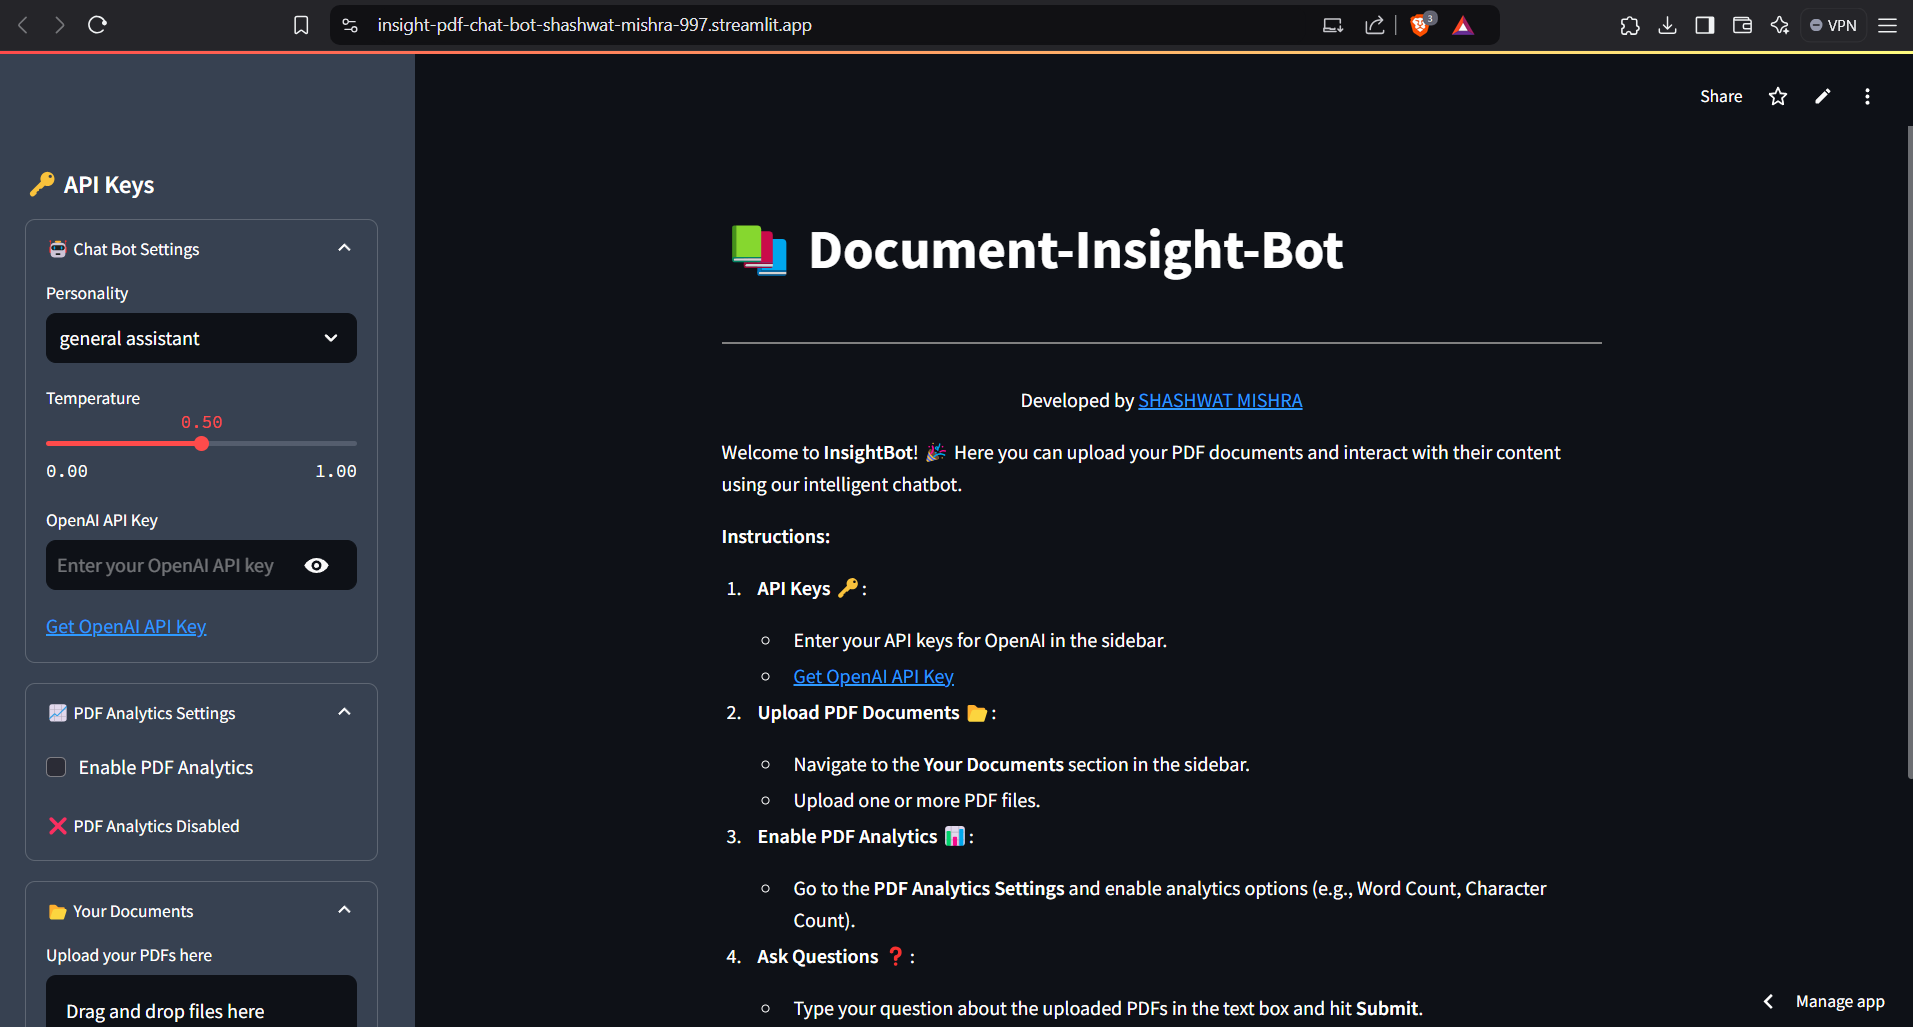 insight-pdf-chat-bot-shashwat-mishra-997.streamlit.app
3
VPN
Share
🔑 API Keys
🤖 Chat Bot Settings
Personality
general assistant
Temperature
0.50
0.00 1.00
OpenAI API Key
Enter your OpenAI API key
Get OpenAI API Key
📈 PDF Analytics Settings
Enable PDF Analytics
❌ PDF Analytics Disabled
📂 Your Documents
Upload your PDFs here
Drag and drop files here
📚 Document-Insight-Bot
Developed by SHASHWAT MISHRA
Welcome to InsightBot! 🎉 Here you can upload your PDF documents and interact with their content
using our intelligent chatbot.
Instructions:
1. API Keys 🔑:
○ Enter your API keys for OpenAI in the sidebar.
○ Get OpenAI API Key
2. Upload PDF Documents 📂:
○ Navigate to the Your Documents section in the sidebar.
○ Upload one or more PDF files.
3. Enable PDF Analytics 📊:
○ Go to the PDF Analytics Settings and enable analytics options (e.g., Word Count, Character
Count).
4. Ask Questions ❓:
○ Type your question about the uploaded PDFs in the text box and hit Submit.
Manage app